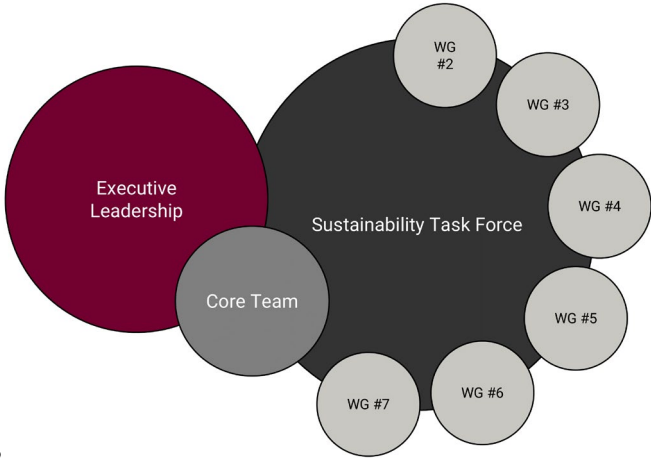 WG
#2
WG #3
Executive
Leadership
WG #4
Sustainability Task Force
Core Team
WG #5
WG #6
WG #7